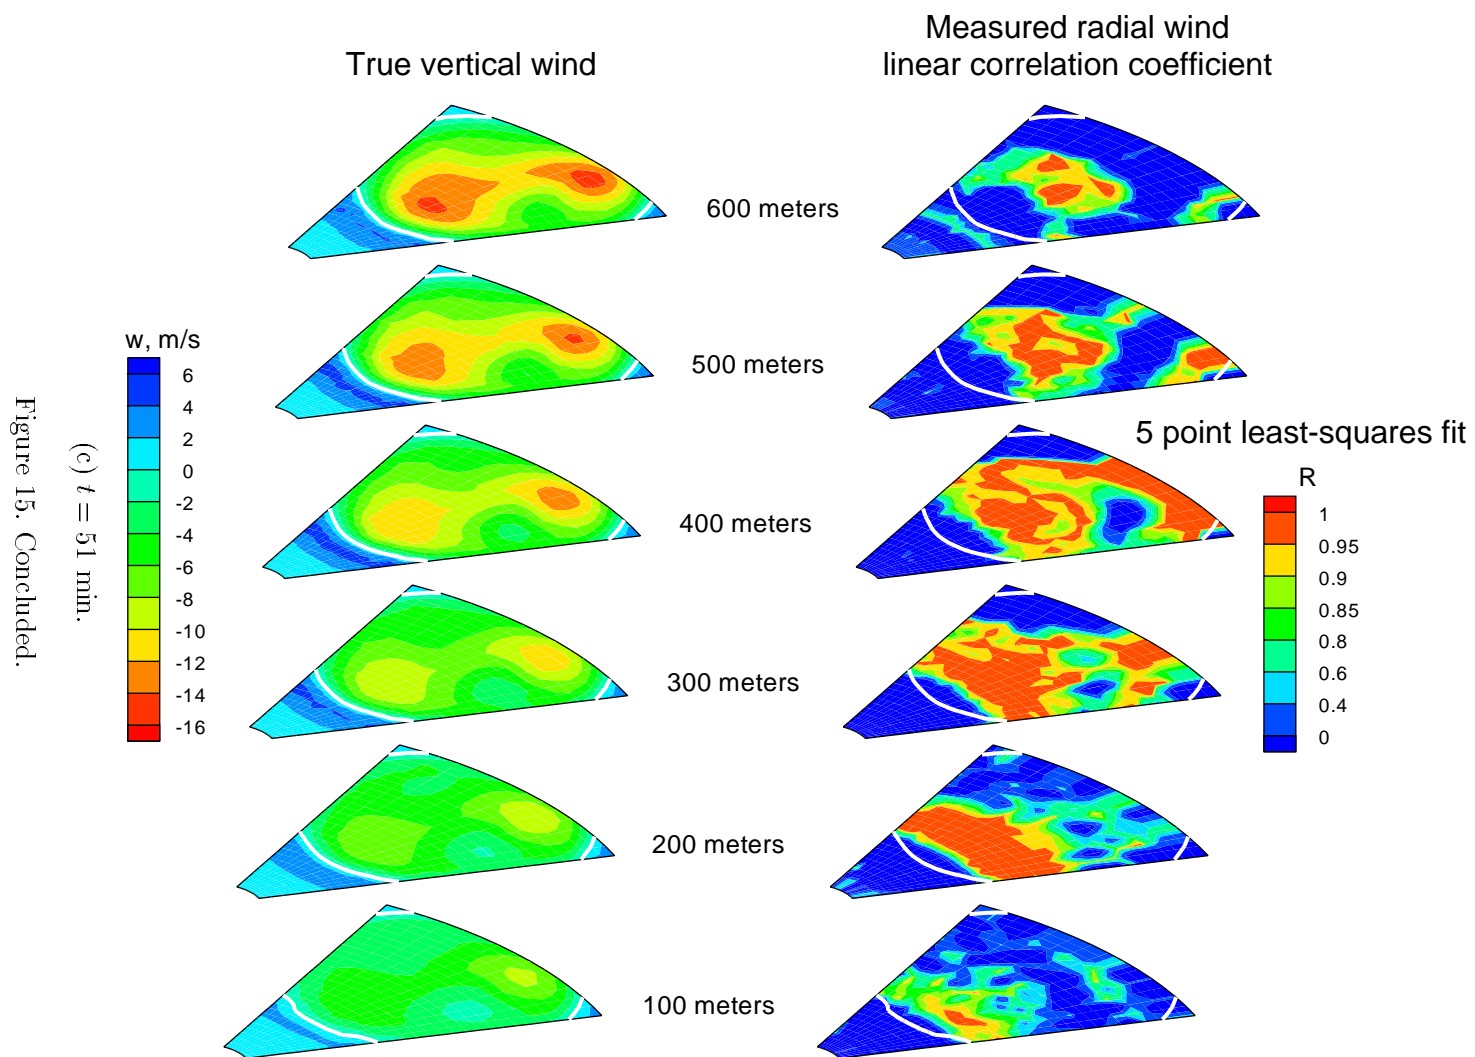 True vertical wind
Measured radial wind
linear correlation coefficient
600 meters
500 meters
400 meters
300 meters
200 meters
100 meters
w, m/s
6
4
2
0
-2
-4
-6
-8
-10
-12
-14
-16
5 point least-squares fit
R
1
0.95
0.9
0.85
0.8
0.6
0.4
0
(c) t = 51 min.
Figure 15. Concluded.